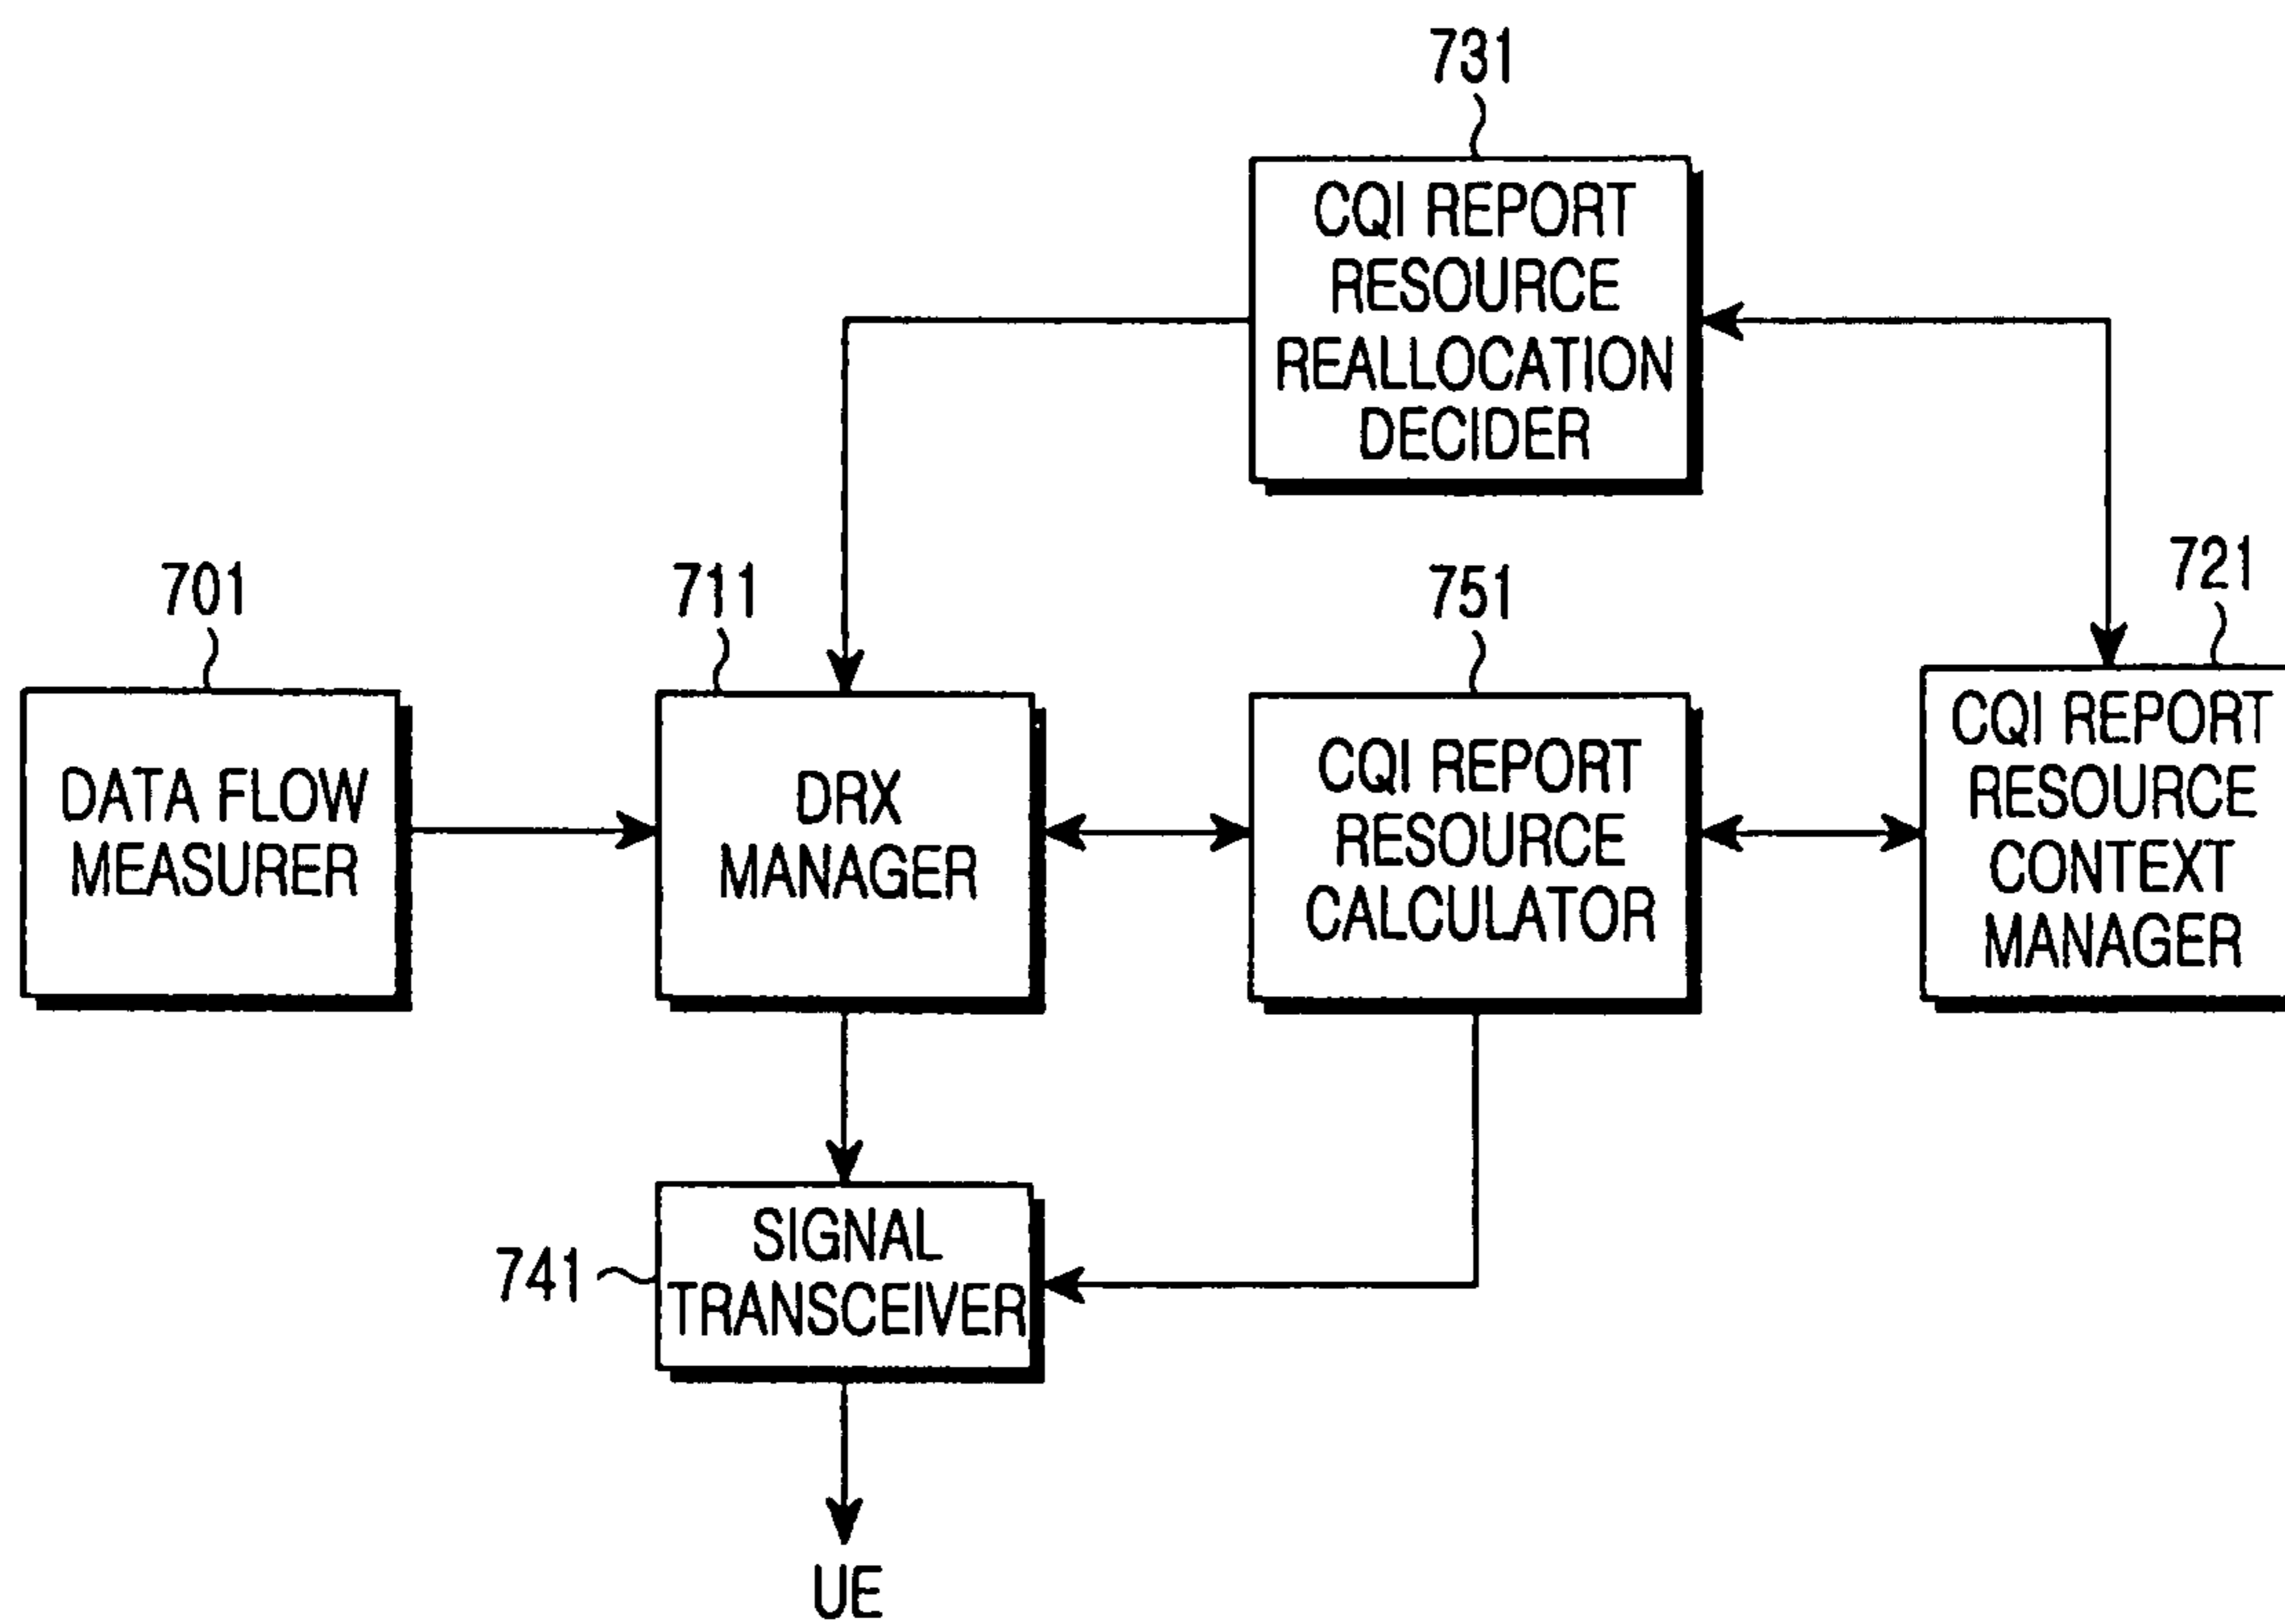 731
CQI REPORT
RESOURCE
REALLOCATION
DECIDER
701
DATA FLOW
MEASURER
711
DRX
MANAGER
751
CQI REPORT
RESOURCE
CALCULATOR
721
CQI REPORT
RESOURCE
CONTEXT
MANAGER
741
SIGNAL
TRANSCEIVER
UE